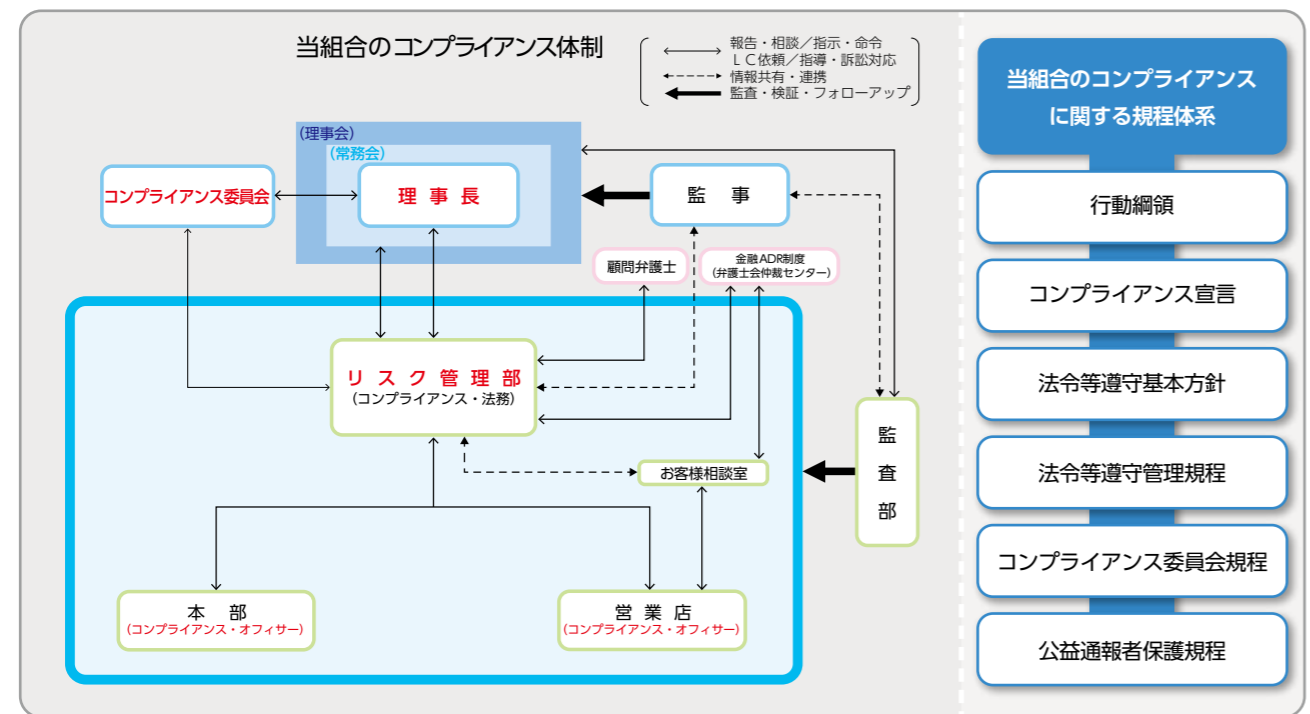 当組合のコンプライアンス体制
報告・相談／指示・命令
ＬＣ依頼／指導・訴訟対応
情報共有・連携
監査・検証・フォローアップ
(理事会)
(常務会)
コンプライアンス委員会
理事長
監事
顧問弁護士
金融ADR制度
(弁護士会仲裁センター)
リスク管理部
(コンプライアンス・法務)
お客様相談室
監査部
本部
(コンプライアンス・オフィサー)
営業店
(コンプライアンス・オフィサー)
当組合のコンプライアンス
に関する規程体系
行動綱領
コンプライアンス宣言
法令等遵守基本方針
法令等遵守管理規程
コンプライアンス委員会規程
公益通報者保護規程